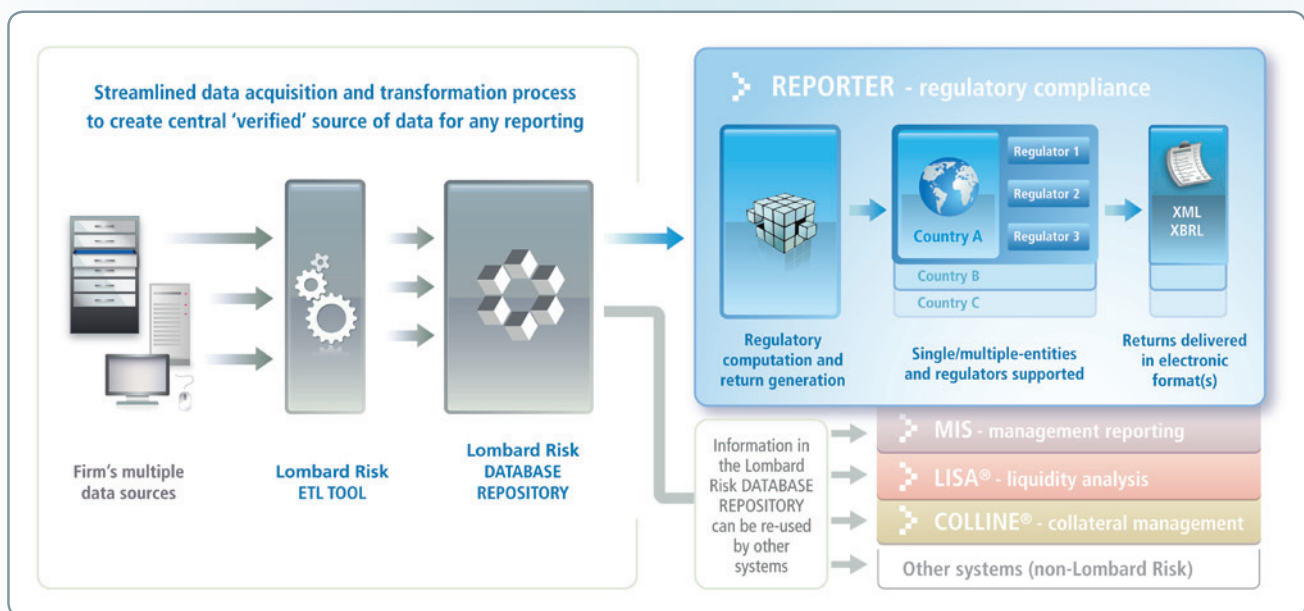 Streamlined data acquisition and transformation process
to create central ‘verified’ source of data for any reporting
Firm’s multiple
data sources
Lombard Risk
ETL TOOL
Lombard Risk
DATABASE
REPOSITORY
REPORTER - regulatory compliance
Regulatory
computation and
return generation
Country A
Regulator 1
Regulator 2
Regulator 3
Country B
Country C
Single/multiple-entities
and regulators supported
XML
XBRL
Returns delivered
in electronic
format(s)
Information in
the Lombard
Risk DATABASE
REPOSITORY
can be re-used
by other
systems
MIS - management reporting
LISA® - liquidity analysis
COLLINE® - collateral management
Other systems (non-Lombard Risk)